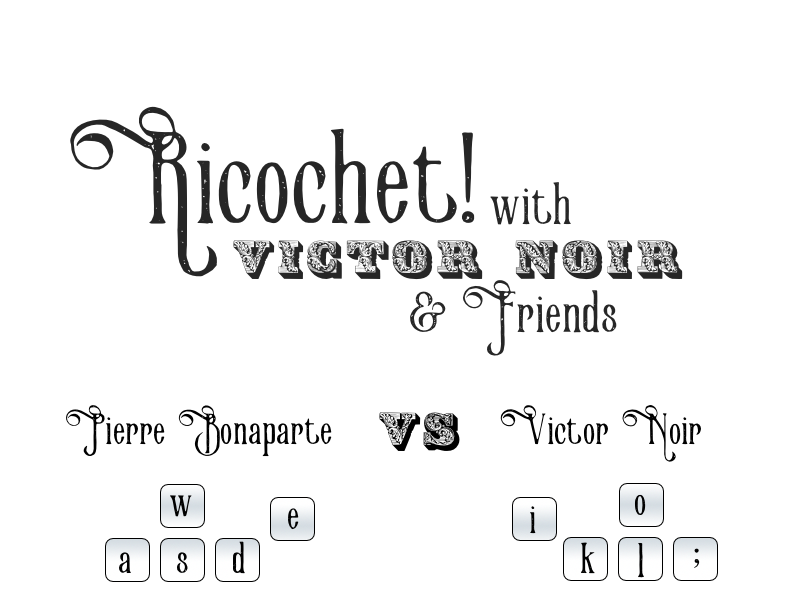 Ricochet! with
VICTOR NOIR
& Friends
Pierre Bonaparte VS Victor Noir
w e i o
a s d k l ;